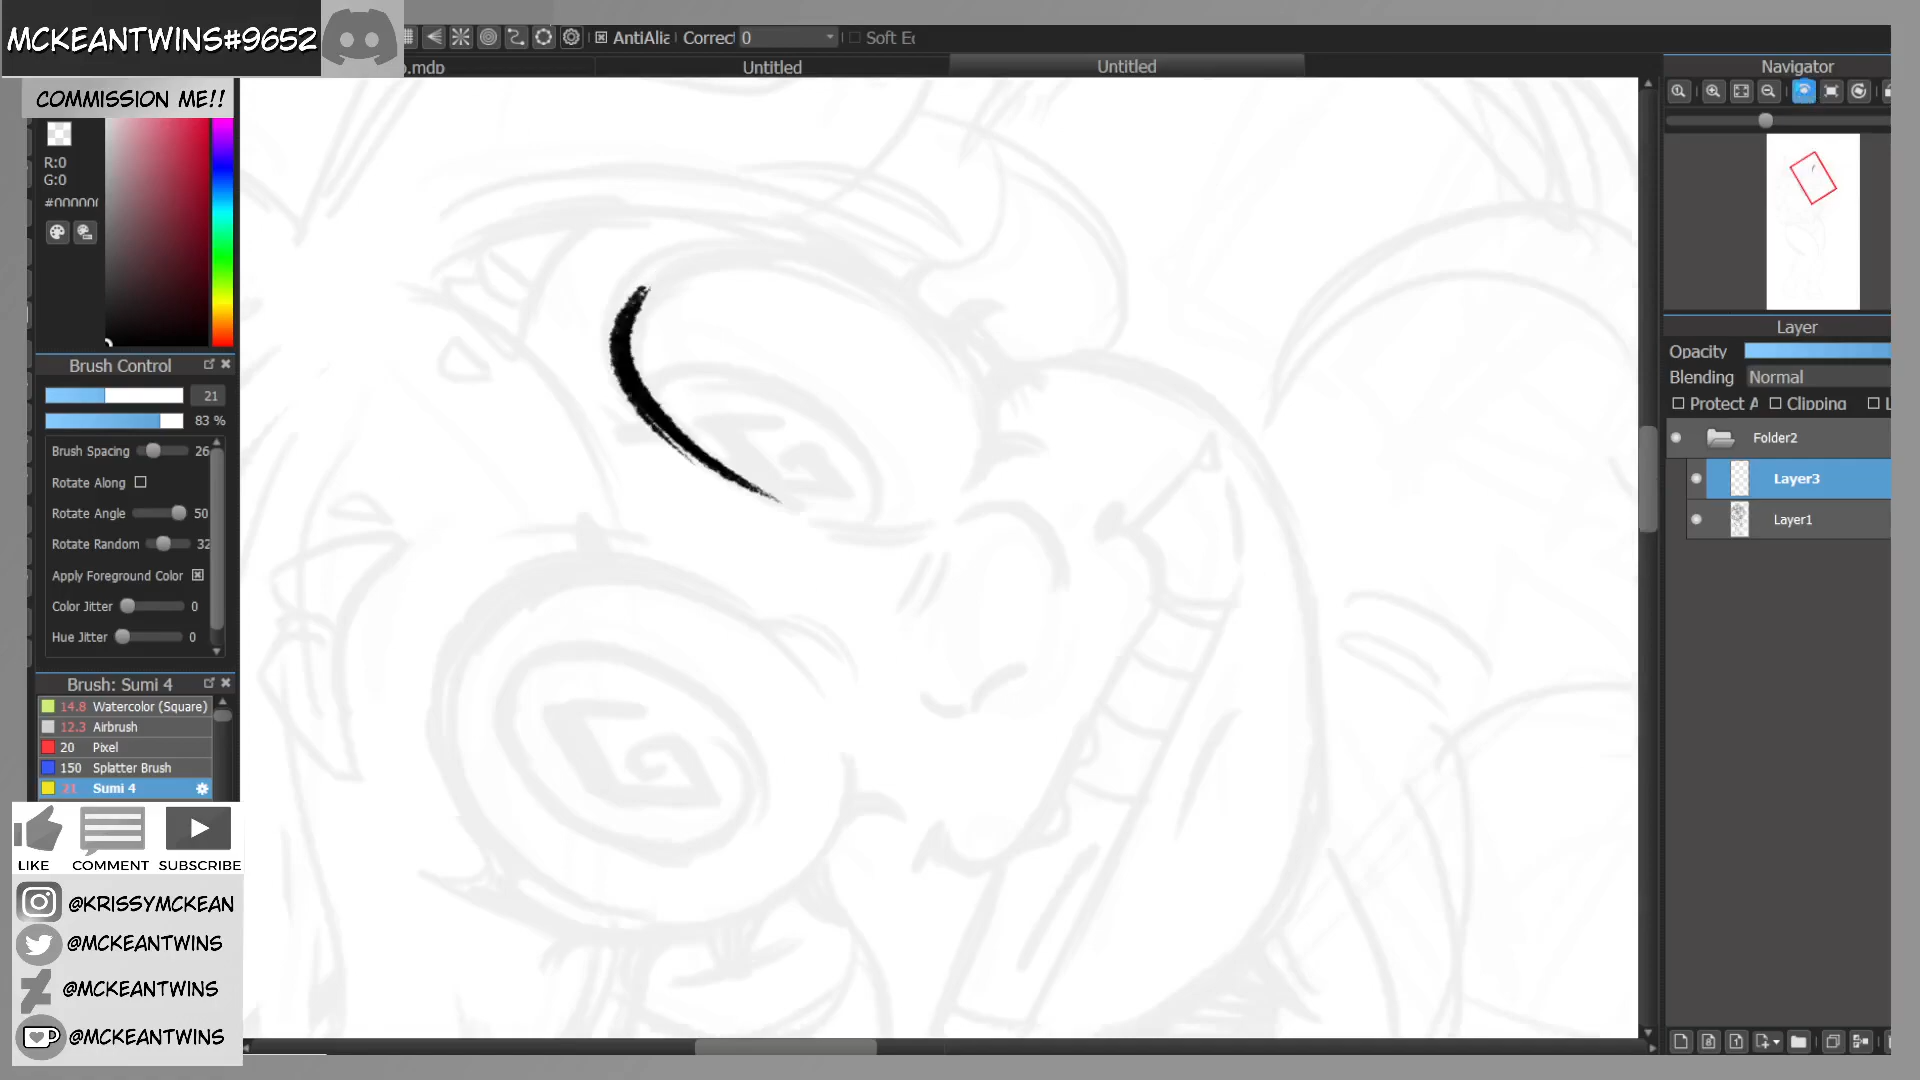 MCKEANTWINS#9652
COMMISSION ME!!
AntiAlia
Correct 0
Soft Ec
o.mdp
Untitled
Untitled
Navigator
R:0
G:0
#000000
Brush Control
21
83 %
Brush Spacing 26
Rotate Along
Rotate Angle 50
Rotate Random 32
Apply Foreground Color
Color Jitter 0
Hue Jitter 0
Brush: Sumi 4
14.8 Watercolor (Square)
12.3 Airbrush
20 Pixel
150 Splatter Brush
21 Sumi 4
LIKE COMMENT SUBSCRIBE
@KRISSYMCKEAN
@MCKEANTWINS
@MCKEANTWINS
@MCKEANTWINS
Layer
Opacity
Blending Normal
Protect A Clipping L
Folder2
Layer3
Layer1